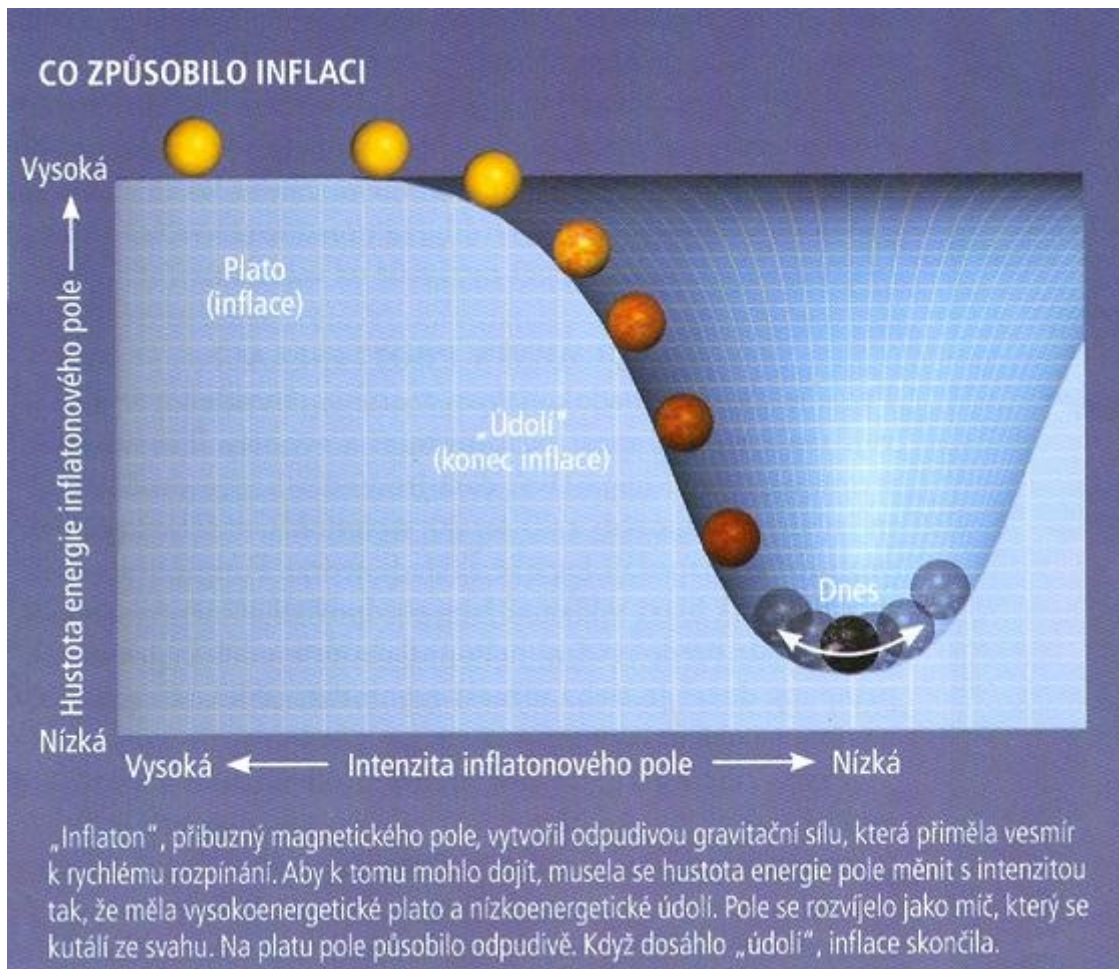 CO ZPŮSOBILO INFLACI
Vysoká
Hustota energie inflatonového pole
Plato
(inflace)
„Údolí“
(konec inflace)
Dnes
Nízká
Vysoká
Intenzita inflatonového pole
Nízká
„Inflaton“, příbuzný magnetického pole, vytvořil odpudivou gravitační sílu, která přiměla vesmír
k rychlému rozpínání. Aby k tomu mohlo dojít, musela se hustota energie pole měnit s intenzitou
tak, že měla vysokoenergetické plato a nízkoenergetické údolí. Pole se rozvíjelo jako míč, který se
kutálí ze svahu. Na platu pole působilo odpudivě. Když dosáhlo „údolí“, inflace skončila.